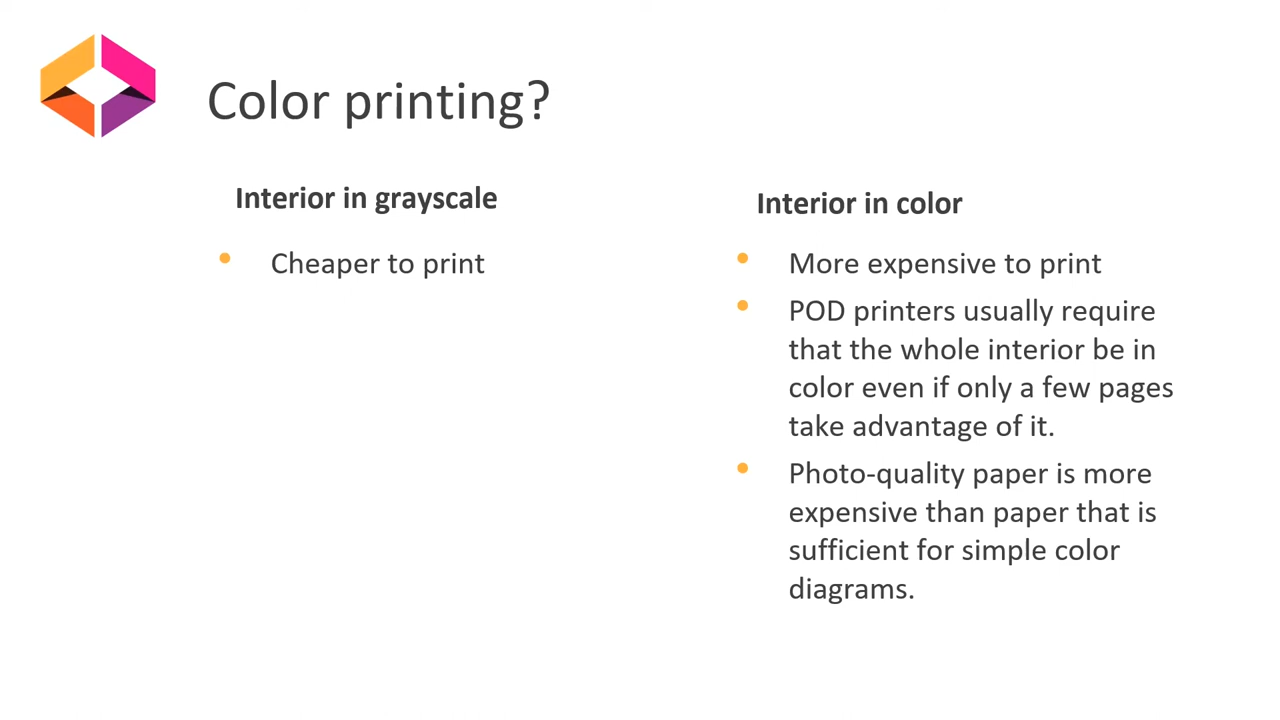 Color printing?
Interior in grayscale
• Cheaper to print
Interior in color
• More expensive to print
• POD printers usually require
that the whole interior be in
color even if only a few pages
take advantage of it.
• Photo-quality paper is more
expensive than paper that is
sufficient for simple color
diagrams.